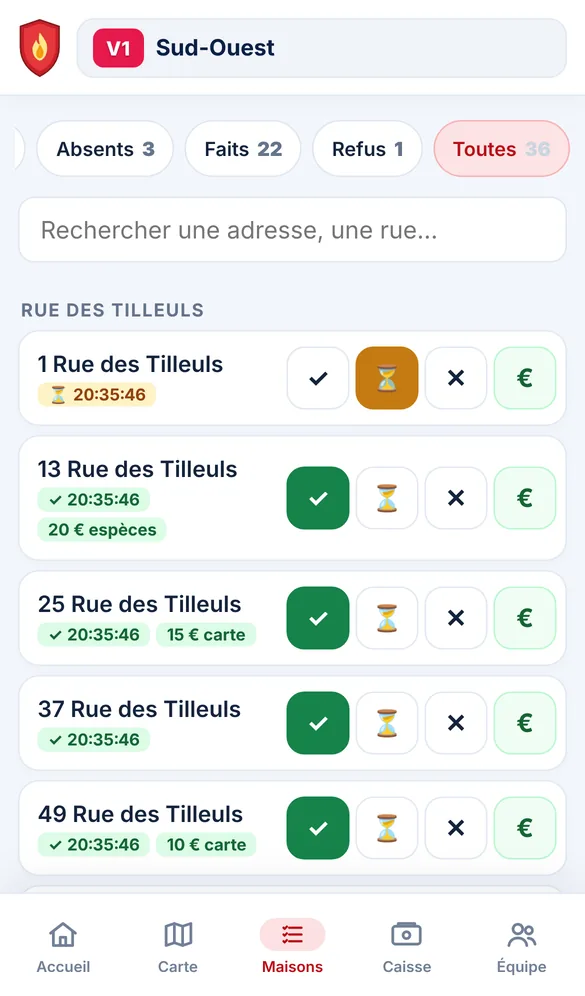 V1 Sud-Ouest
Absents 3 Faits 22 Refus 1 Toutes 36
Rechercher une adresse, une rue...
RUE DES TILLEULS
1 Rue des Tilleuls
⏳ 20:35:46
✓ ⏳ ✕ €
13 Rue des Tilleuls
✓ 20:35:46
20 € espèces
✓ ⏳ ✕ €
25 Rue des Tilleuls
✓ 20:35:46 15 € carte
✓ ⏳ ✕ €
37 Rue des Tilleuls
✓ 20:35:46
✓ ⏳ ✕ €
49 Rue des Tilleuls
✓ 20:35:46 10 € carte
✓ ⏳ ✕ €
Accueil Carte Maisons Caisse Équipe